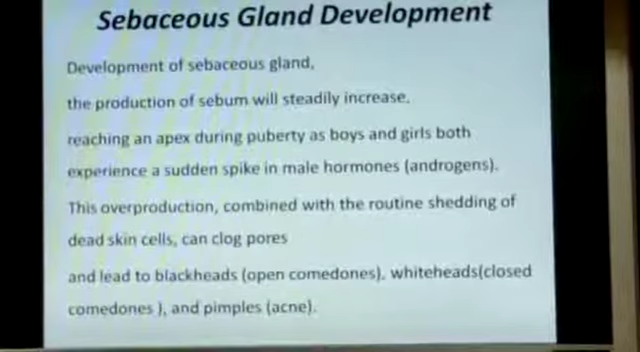 Sebaceous Gland Development
Development of sebaceous gland,
the production of sebum will steadily increase,
reaching an apex during puberty as boys and girls both
experience a sudden spike in male hormones (androgens).
This overproduction, combined with the routine shedding of
dead skin cells, can clog pores
and lead to blackheads (open comedones), whiteheads(closed
comedones ), and pimples (acne).